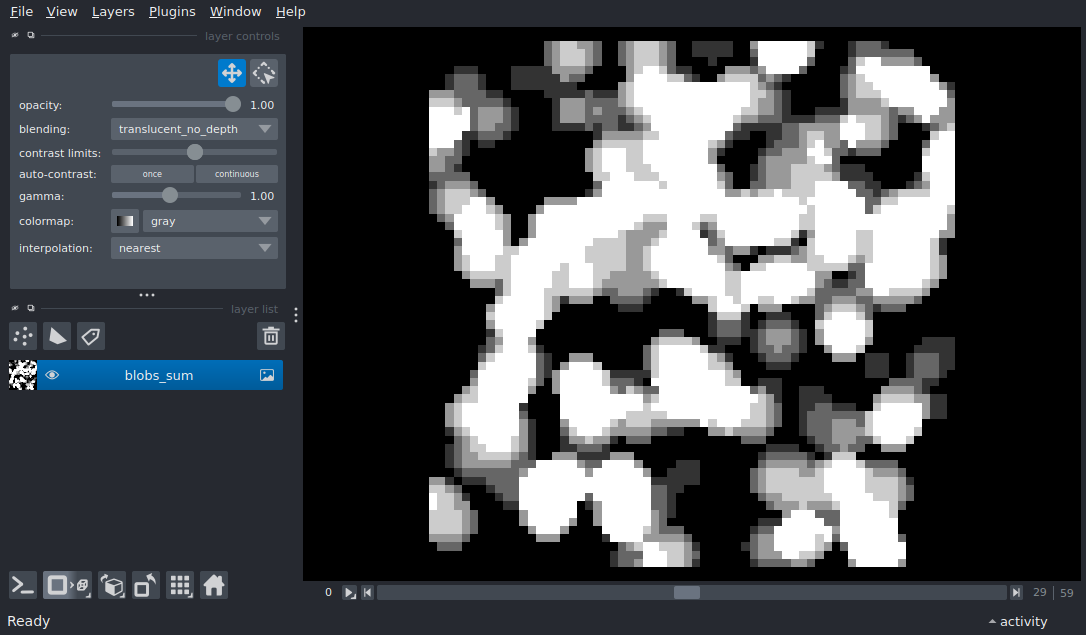 File View Layers Plugins Window Help
layer controls
opacity: 1.00
blending: translucent_no_depth
contrast limits:
auto-contrast: once continuous
gamma: 1.00
colormap: gray
interpolation: nearest
layer list
blobs_sum
0 29 59
Ready activity